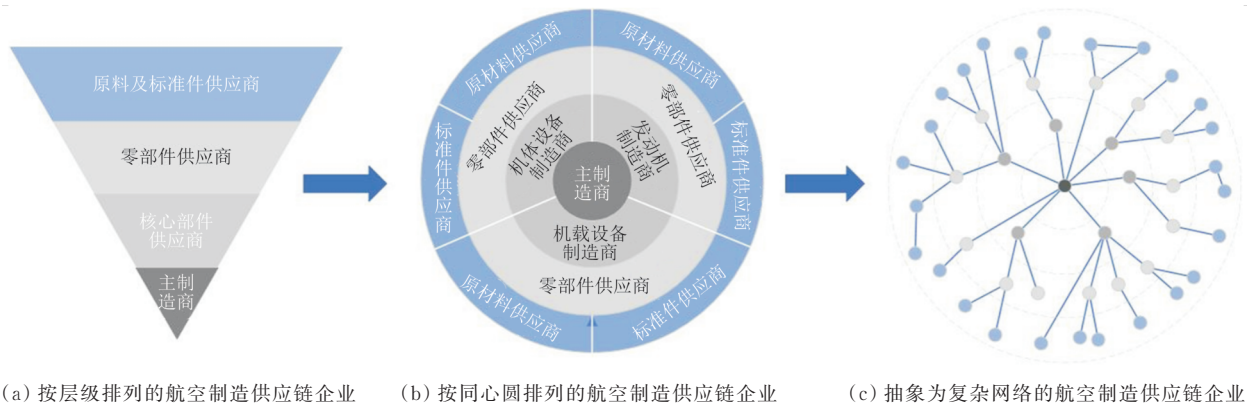 原料及标准件供应商
零部件供应商
核心部件
供应商
主制
造商
原材料供应商
原材料供应商
标准件供应商
零部件供应商
机体设备
制造商
发动机
制造商
零部件供应商
标准件供应商
主制
造商
机载设备
制造商
零部件供应商
原材料供应商
标准件供应商
(a) 按层级排列的航空制造供应链企业
(b) 按同心圆排列的航空制造供应链企业
(c) 抽象为复杂网络的航空制造供应链企业